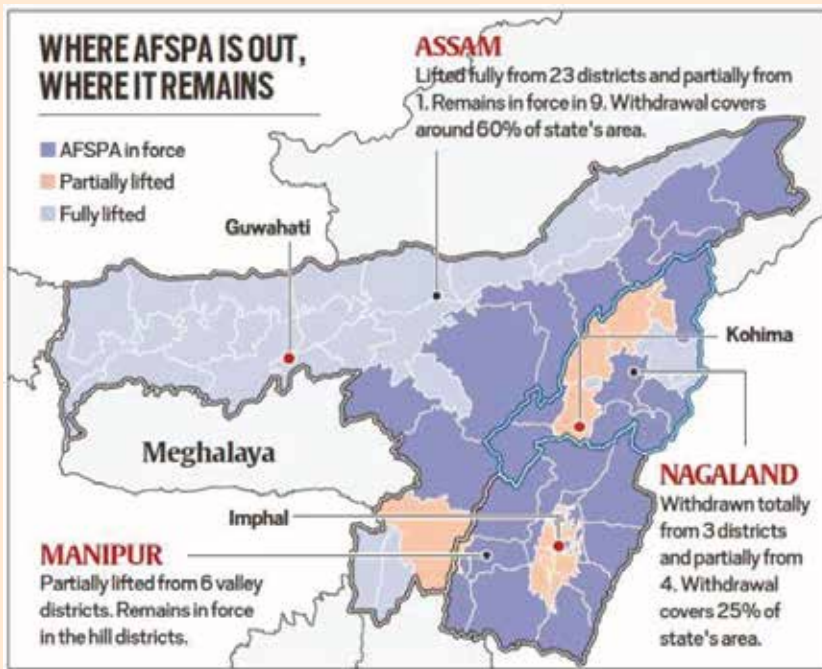 WHERE AFSPA IS OUT,
WHERE IT REMAINS
AFSPA in force
Partially lifted
Fully lifted
ASSAM
Lifted fully from 23 districts and partially from
1. Remains in force in 9. Withdrawal covers
around 60% of state's area.
Guwahati
Kohima
Meghalaya
Imphal
MANIPUR
Partially lifted from 6 valley
districts. Remains in force
in the hill districts.
NAGALAND
Withdrawn totally
from 3 districts
and partially from
4. Withdrawal
covers 25% of
state's area.